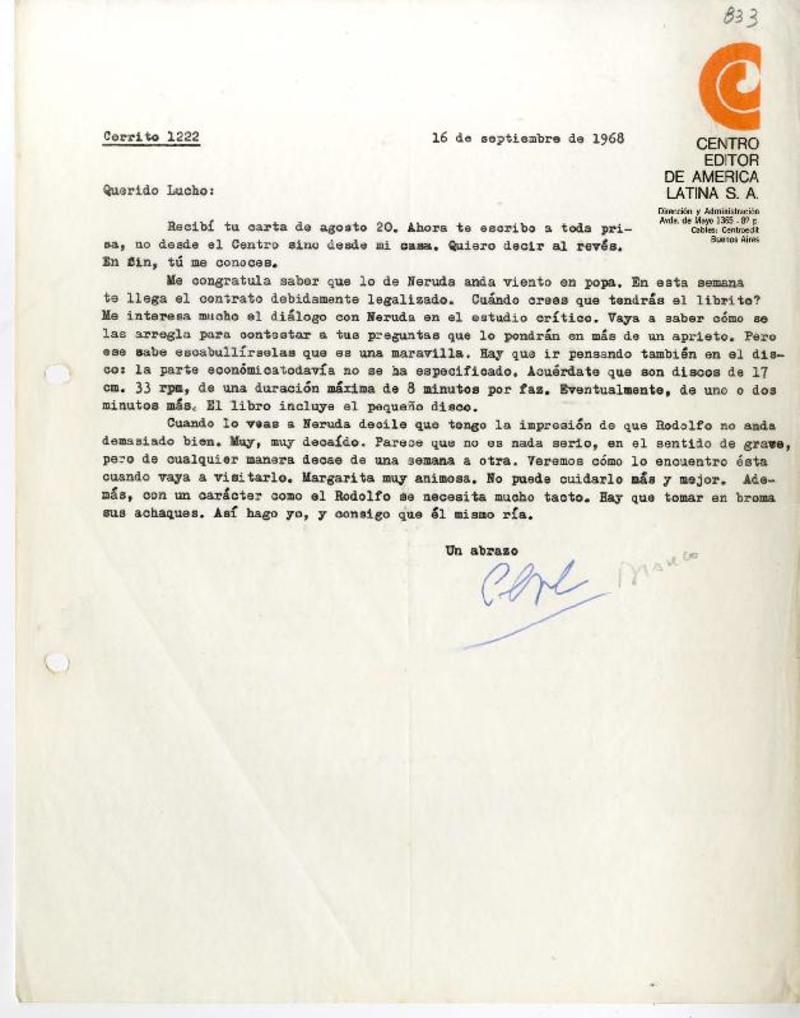 833
CENTRO
EDITOR
DE AMERICA
LATINA S. A.
Dirección y Administración
Avda. de Mayo 1365 - 8º p.
Cables: Centroedit
Buenos Aires
Cerrito 1222 16 de septiembre de 1968
Querido Lucho:
Recibí tu carta de agosto 20. Ahora te escribo a toda pri-
sa, no desde el Centro sino desde mi casa. Quiero decir al revés.
En fin, tú me conoces.
Me congratula saber que lo de Neruda anda viento en popa. En esta semana
te llega el contrato debidamente legalizado. Cuándo crees que tendrás el librito?
Me interesa mucho el diálogo con Neruda en el estudio crítico. Vaya a saber cómo se
las arregla para contestar a tus preguntas que lo pondrán en más de un aprieto. Pero
ese sabe escabullírselas que es una maravilla. Hay que ir pensando también en el dis-
co: la parte económicatodavía no se ha especificado. Acuérdate que son discos de 17
cm. 33 rpm, de una duración máxima de 8 minutos por faz. Eventualmente, de uno o dos
minutos más. El libro incluye el pequeño disco.
Cuando lo veas a Neruda decile que tengo la impresión de que Rodolfo no anda
demasiado bien. Muy, muy decaído. Parece que no es nada serio, en el sentido de grave,
pero de cualquier manera decae de una semana a otra. Veremos cómo lo encuentro ésta
cuando vaya a visitarlo. Margarita muy animosa. No puede cuidarlo más y mejor. Ade-
más, con un carácter como el Rodolfo se necesita mucho tacto. Hay que tomar en broma
sus achaques. Así hago yo, y consigo que él mismo ría.
Un abrazo